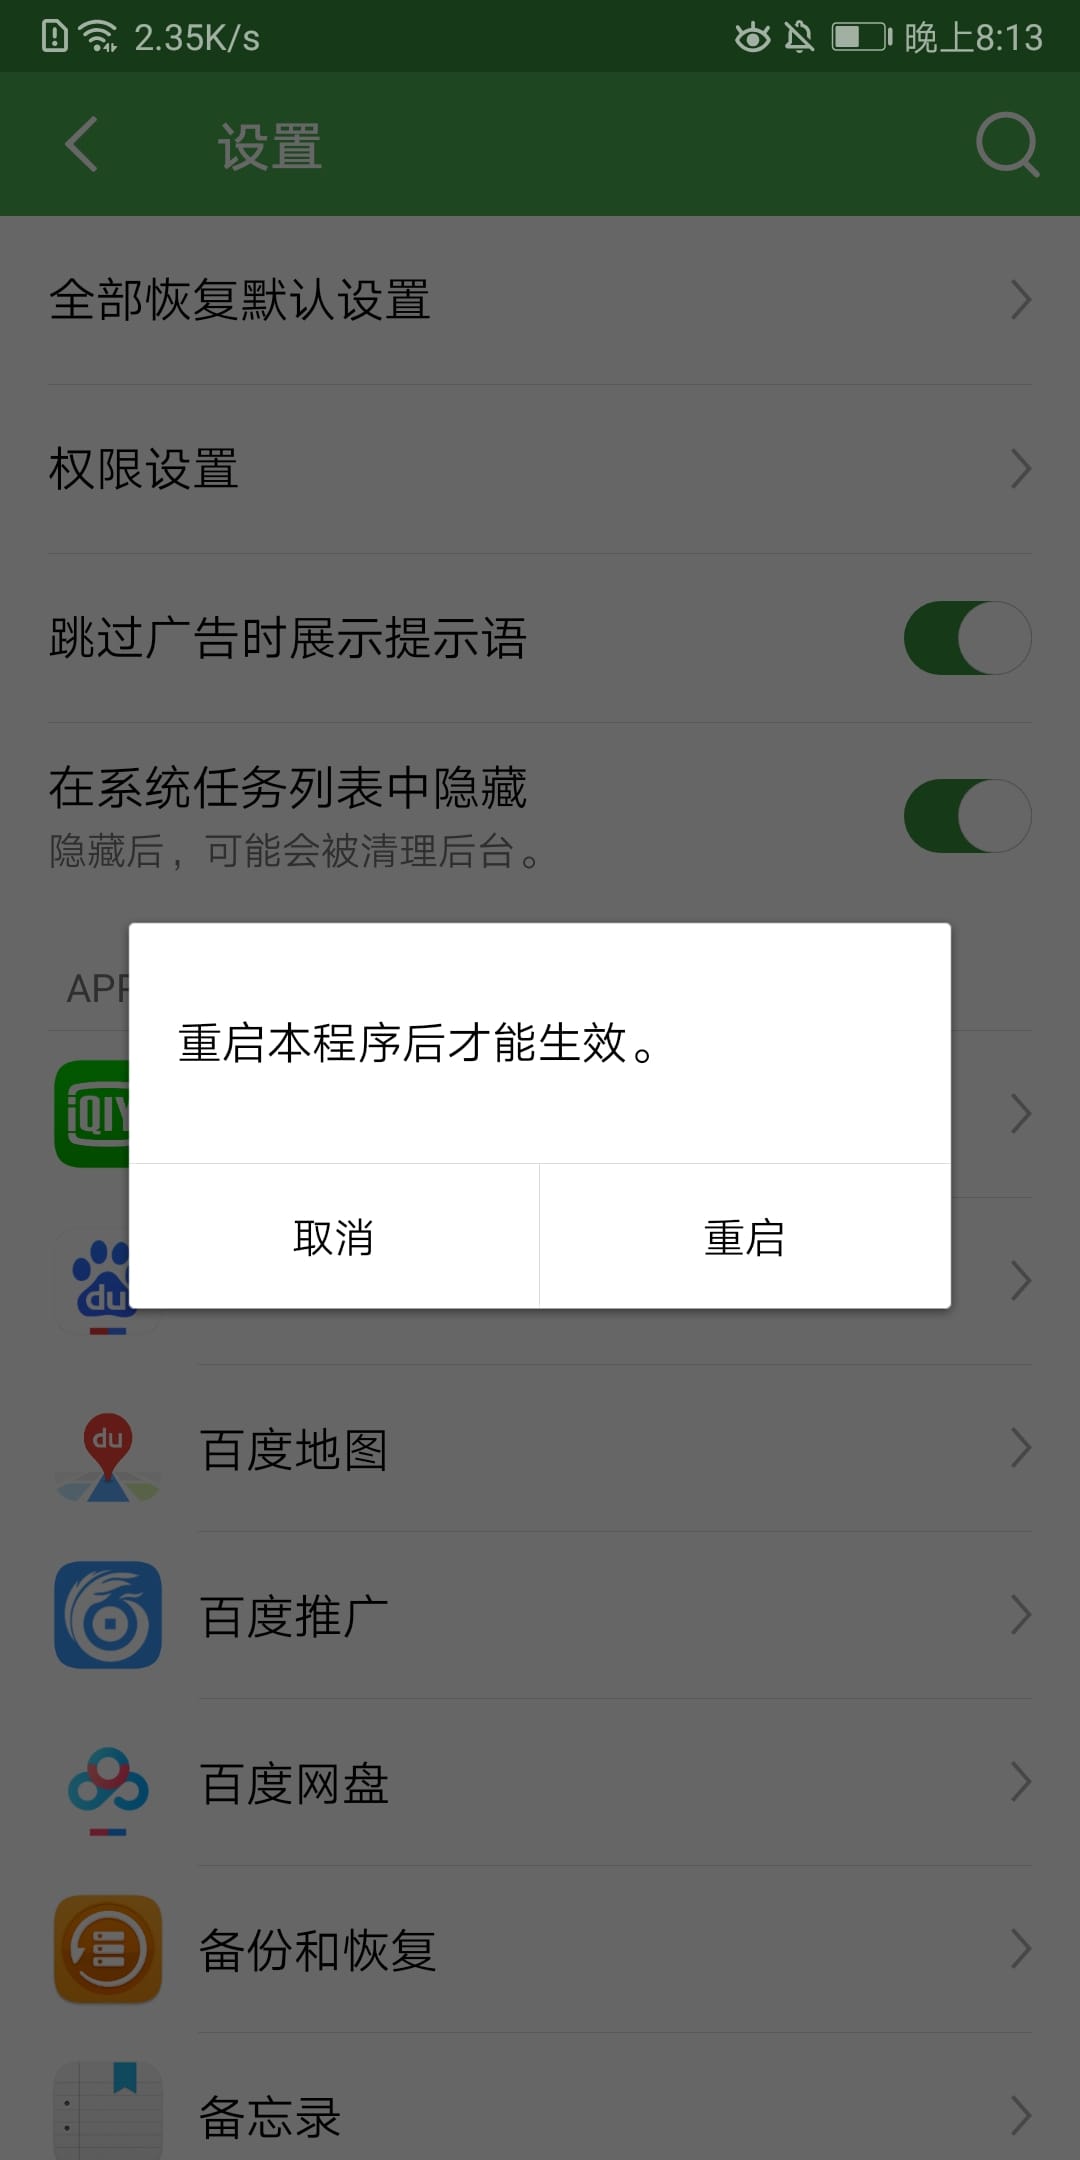 2.35K/s
晚上8:13
设置
全部恢复默认设置
权限设置
跳过广告时展示提示语
在系统任务列表中隐藏
隐藏后，可能会被清理后台。
重启本程序后才能生效。
取消
重启
du
du
百度地图
百度推广
百度网盘
备份和恢复
备忘录